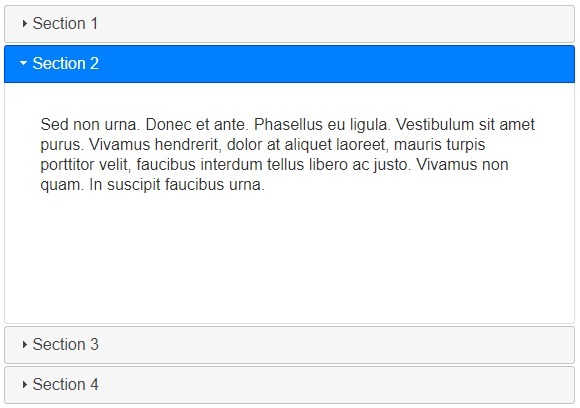 Section 1
Section 2
Sed non urna. Donec et ante. Phasellus eu ligula. Vestibulum sit amet
purus. Vivamus hendrerit, dolor at aliquet laoreet, mauris turpis
porttitor velit, faucibus interdum tellus libero ac justo. Vivamus non
quam. In suscipit faucibus urna.
Section 3
Section 4